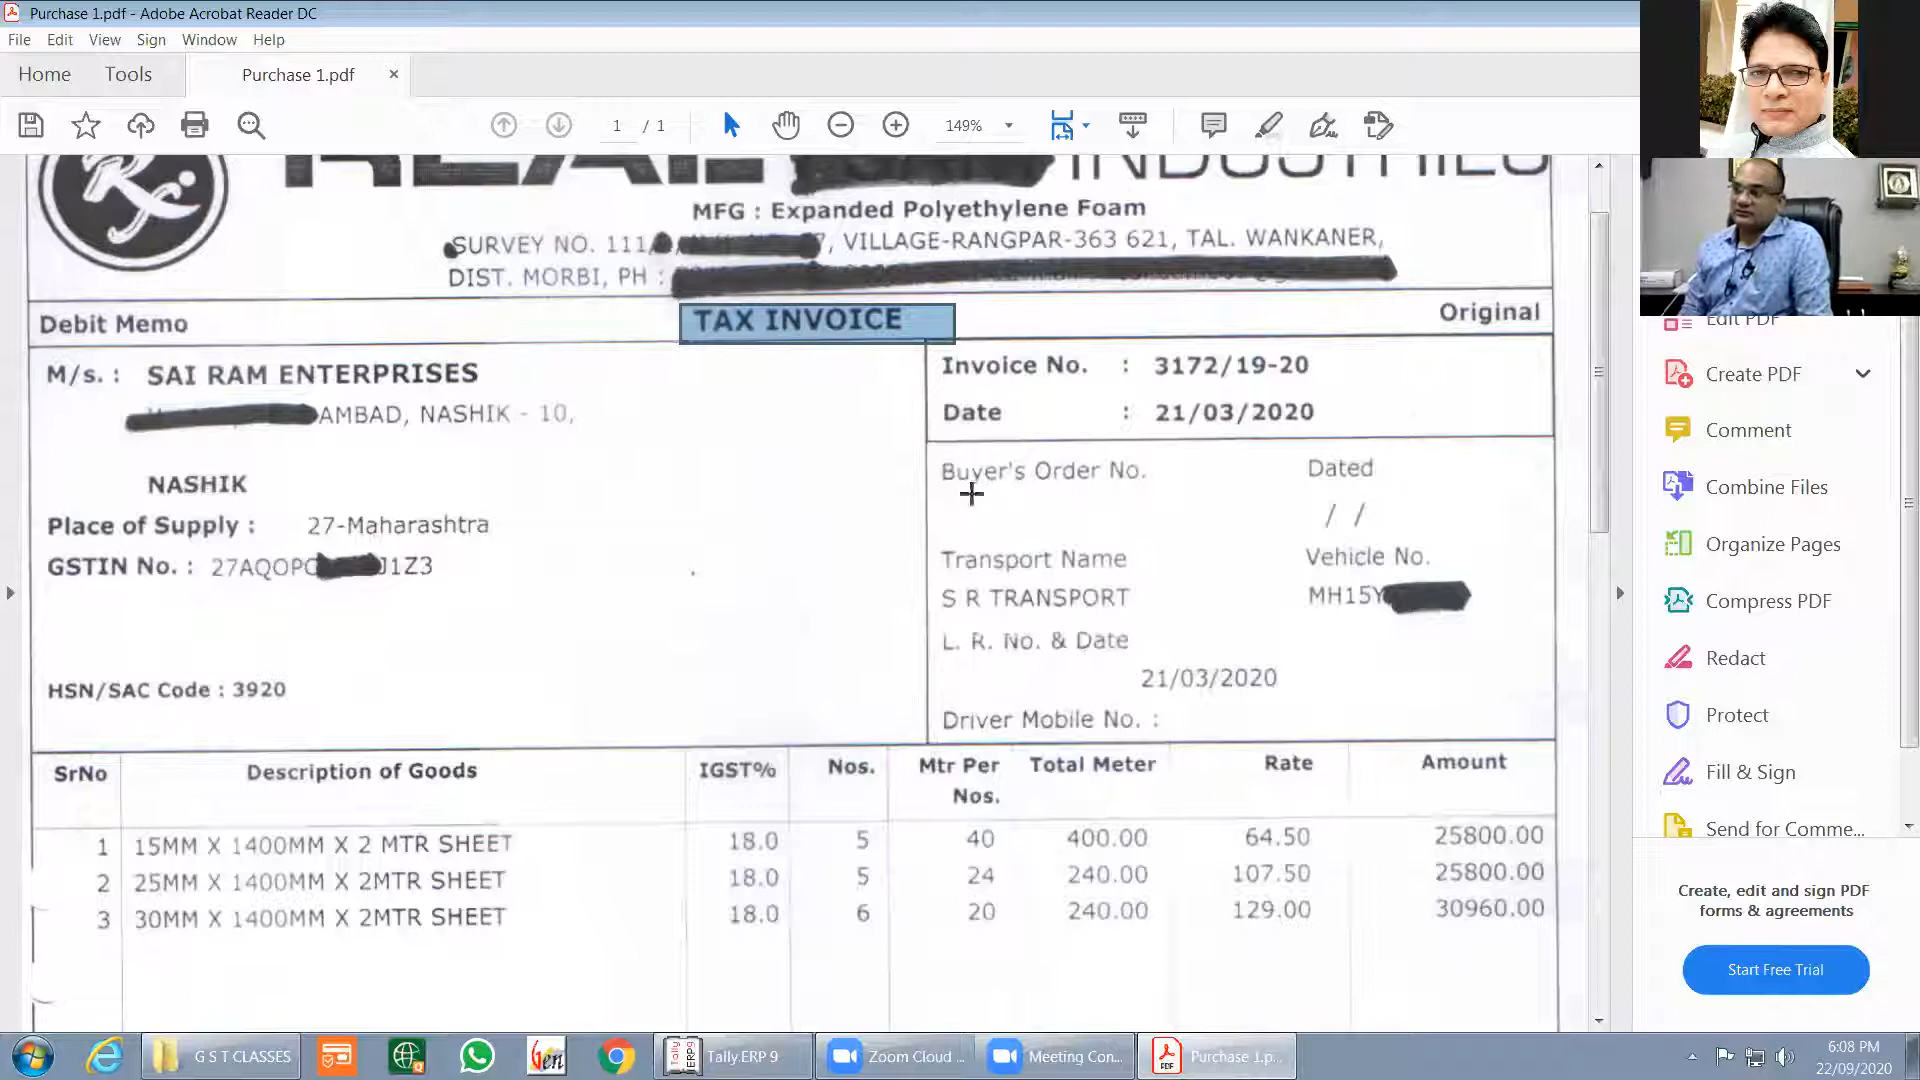 Purchase 1.pdf - Adobe Acrobat Reader DC
File Edit View Sign Window Help
Home Tools Purchase 1.pdf ×
1 / 1 149%
MFG : Expanded Polyethylene Foam
SURVEY NO. 111/ 7, VILLAGE-RANGPAR-363 621, TAL. WANKANER,
DIST. MORBI, PH :
Debit Memo TAX INVOICE Original
M/s. : SAI RAM ENTERPRISES
AMBAD, NASHIK - 10,
NASHIK
Place of Supply : 27-Maharashtra
GSTIN No. : 27AQOP J1Z3
HSN/SAC Code : 3920
Invoice No. : 3172/19-20
Date : 21/03/2020
Buyer's Order No. Dated
/ /
Transport Name Vehicle No.
S R TRANSPORT MH15Y
L. R. No. & Date
21/03/2020
Driver Mobile No. :
SrNo Description of Goods IGST% Nos. Mtr Per Nos. Total Meter Rate Amount
1 15MM X 1400MM X 2 MTR SHEET 18.0 5 40 400.00 64.50 25800.00
2 25MM X 1400MM X 2MTR SHEET 18.0 5 24 240.00 107.50 25800.00
3 30MM X 1400MM X 2MTR SHEET 18.0 6 20 240.00 129.00 30960.00
Edit PDF
Create PDF
Comment
Combine Files
Organize Pages
Compress PDF
Redact
Protect
Fill & Sign
Send for Comme...
Create, edit and sign PDF
forms & agreements
Start Free Trial
G S T CLASSES Gen Tally.ERP 9 Zoom Cloud ... Meeting Con... Purchase 1.p...
6:08 PM
22/09/2020